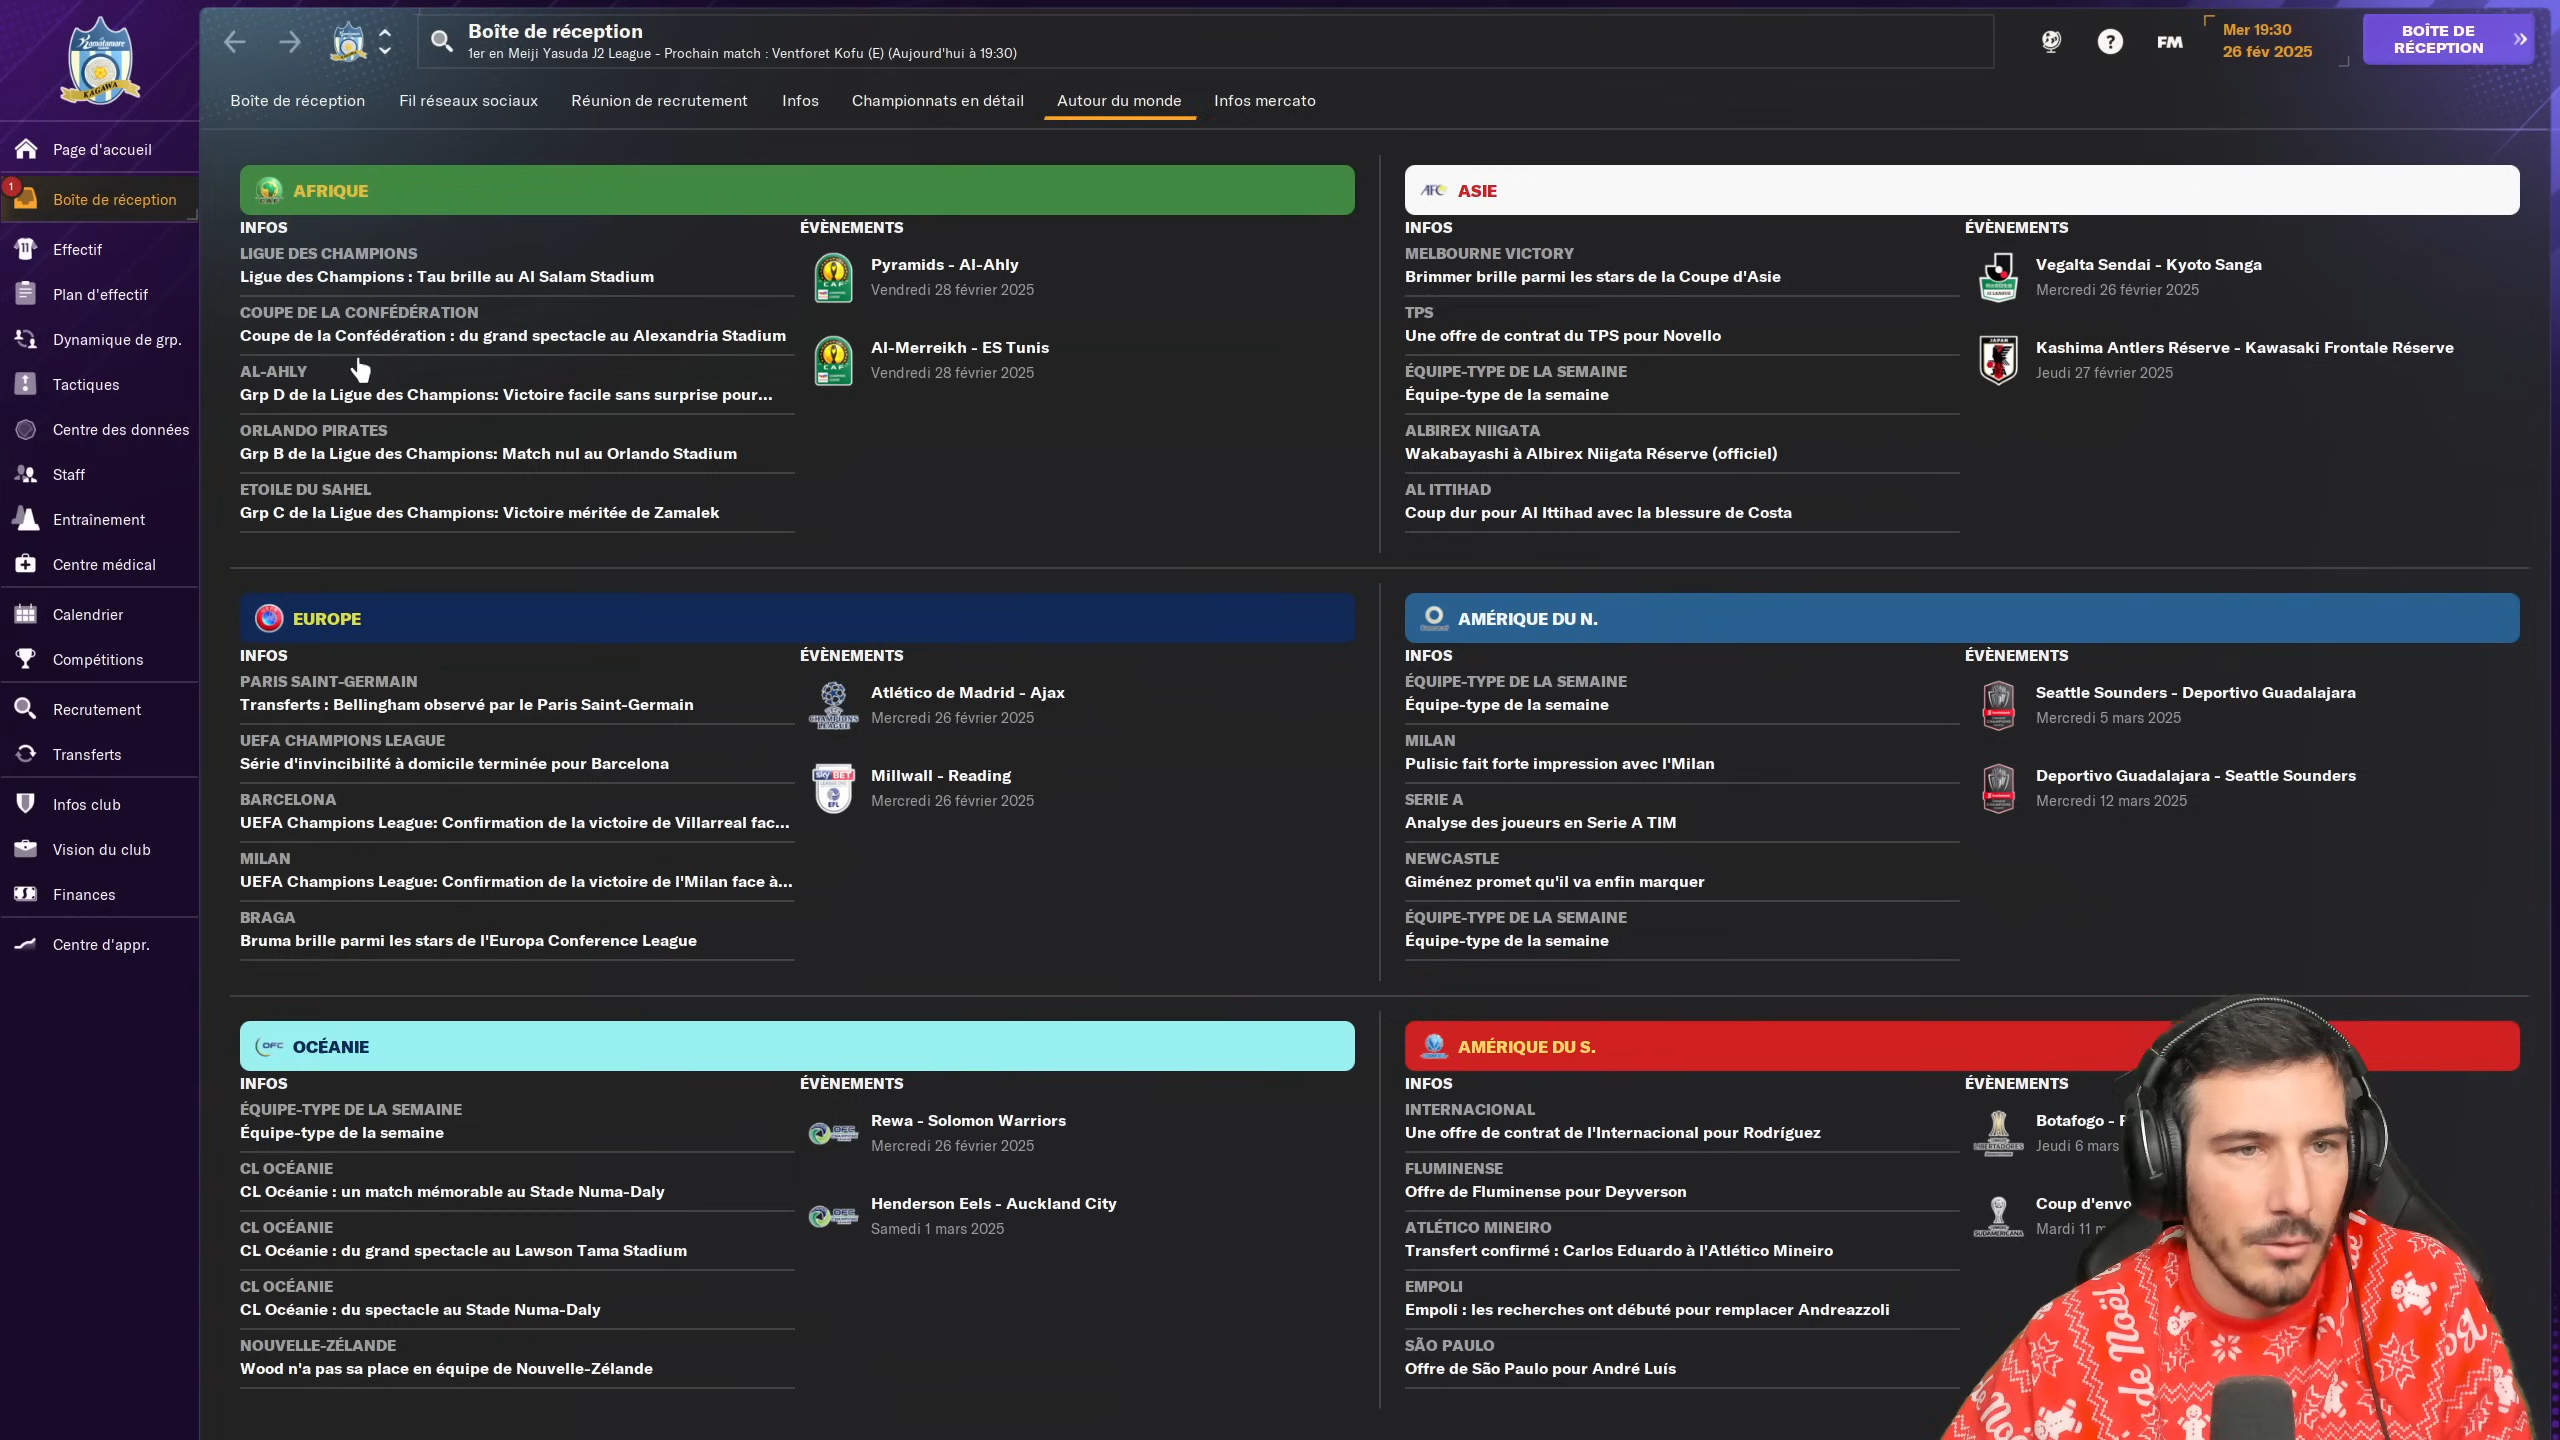 Boîte de réception
1er en Meiji Yasuda J2 League - Prochain match : Ventforet Kofu (E) (Aujourd'hui à 19:30)
FM
Mer 19:30
26 fév 2025
BOÎTE DE
RÉCEPTION
Kamatamare
KAGAWA
Boîte de réception
Fil réseaux sociaux
Réunion de recrutement
Infos
Championnats en détail
Autour du monde
Infos mercato
Page d'accueil
1
Boîte de réception
Effectif
Plan d'effectif
Dynamique de grp.
Tactiques
Centre des données
Staff
Entraînement
Centre médical
Calendrier
Compétitions
Recrutement
Transferts
Infos club
Vision du club
Finances
Centre d'appr.
AFRIQUE
INFOS
LIGUE DES CHAMPIONS
Ligue des Champions : Tau brille au Al Salam Stadium
COUPE DE LA CONFÉDÉRATION
Coupe de la Confédération : du grand spectacle au Alexandria Stadium
AL-AHLY
Grp D de la Ligue des Champions: Victoire facile sans surprise pour...
ORLANDO PIRATES
Grp B de la Ligue des Champions: Match nul au Orlando Stadium
ETOILE DU SAHEL
Grp C de la Ligue des Champions: Victoire méritée de Zamalek
ÉVÈNEMENTS
Pyramids - Al-Ahly
Vendredi 28 février 2025
Al-Merreikh - ES Tunis
Vendredi 28 février 2025
AFC
ASIE
INFOS
MELBOURNE VICTORY
Brimmer brille parmi les stars de la Coupe d'Asie
TPS
Une offre de contrat du TPS pour Novello
ÉQUIPE-TYPE DE LA SEMAINE
Équipe-type de la semaine
ALBIREX NIIGATA
Wakabayashi à Albirex Niigata Réserve (officiel)
AL ITTIHAD
Coup dur pour Al Ittihad avec la blessure de Costa
ÉVÈNEMENTS
Vegalta Sendai - Kyoto Sanga
Mercredi 26 février 2025
JAPAN
Kashima Antlers Réserve - Kawasaki Frontale Réserve
Jeudi 27 février 2025
EUROPE
INFOS
PARIS SAINT-GERMAIN
Transferts : Bellingham observé par le Paris Saint-Germain
UEFA CHAMPIONS LEAGUE
Série d'invincibilité à domicile terminée pour Barcelona
BARCELONA
UEFA Champions League: Confirmation de la victoire de Villarreal fac...
MILAN
UEFA Champions League: Confirmation de la victoire de l'Milan face à...
BRAGA
Bruma brille parmi les stars de l'Europa Conference League
ÉVÈNEMENTS
CHAMPIONS LEAGUE
Atlético de Madrid - Ajax
Mercredi 26 février 2025
sky BET
EFL
Millwall - Reading
Mercredi 26 février 2025
AMÉRIQUE DU N.
INFOS
ÉQUIPE-TYPE DE LA SEMAINE
Équipe-type de la semaine
MILAN
Pulisic fait forte impression avec l'Milan
SERIE A
Analyse des joueurs en Serie A TIM
NEWCASTLE
Giménez promet qu'il va enfin marquer
ÉQUIPE-TYPE DE LA SEMAINE
Équipe-type de la semaine
ÉVÈNEMENTS
Seattle Sounders - Deportivo Guadalajara
Mercredi 5 mars 2025
Deportivo Guadalajara - Seattle Sounders
Mercredi 12 mars 2025
OFC
OCÉANIE
INFOS
ÉQUIPE-TYPE DE LA SEMAINE
Équipe-type de la semaine
CL OCÉANIE
CL Océanie : un match mémorable au Stade Numa-Daly
CL OCÉANIE
CL Océanie : du grand spectacle au Lawson Tama Stadium
CL OCÉANIE
CL Océanie : du spectacle au Stade Numa-Daly
NOUVELLE-ZÉLANDE
Wood n'a pas sa place en équipe de Nouvelle-Zélande
ÉVÈNEMENTS
Rewa - Solomon Warriors
Mercredi 26 février 2025
Henderson Eels - Auckland City
Samedi 1 mars 2025
AMÉRIQUE DU S.
INFOS
INTERNACIONAL
Une offre de contrat de l'Internacional pour Rodríguez
FLUMINENSE
Offre de Fluminense pour Deyverson
ATLÉTICO MINEIRO
Transfert confirmé : Carlos Eduardo à l'Atlético Mineiro
EMPOLI
Empoli : les recherches ont débuté pour remplacer Andreazzoli
SÃO PAULO
Offre de São Paulo pour André Luís
ÉVÈNEMENTS
Botafogo -
Jeudi 6 mars
Coup d'envo
Mardi 11 m
de Noël